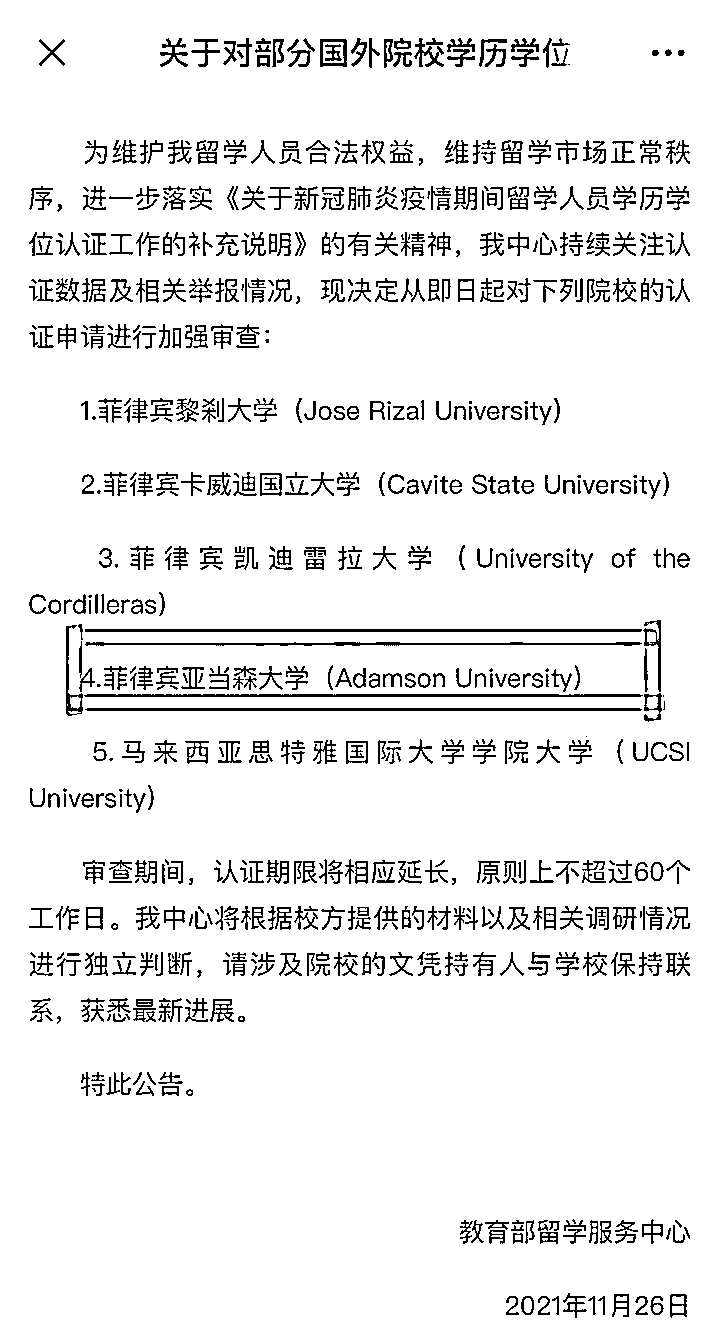 关于对部分国外院校学历学位
为维护我留学人员合法权益，维持留学市场正常秩
序，进一步落实《关于新冠肺炎疫情期间留学人员学历学
位认证工作的补充说明》的有关精神，我中心持续关注认
证数据及相关举报情况，现决定从即日起对下列院校的认
证申请进行加强审查：
1.菲律宾黎刹大学（Jose Rizal University）
2.菲律宾卡威迪国立大学（Cavite State University）
3.菲律宾凯迪雷拉大学（University of the
Cordilleras）
4.菲律宾亚当森大学（Adamson University）
5.马来西亚思特雅国际大学学院大学（UCSI
University）
审查期间，认证期限将相应延长，原则上不超过60个
工作日。我中心将根据校方提供的材料以及相关调研情况
进行独立判断，请涉及院校的文凭持有人与学校保持联
系，获悉最新进展。
特此公告。
教育部留学服务中心
2021年11月26日